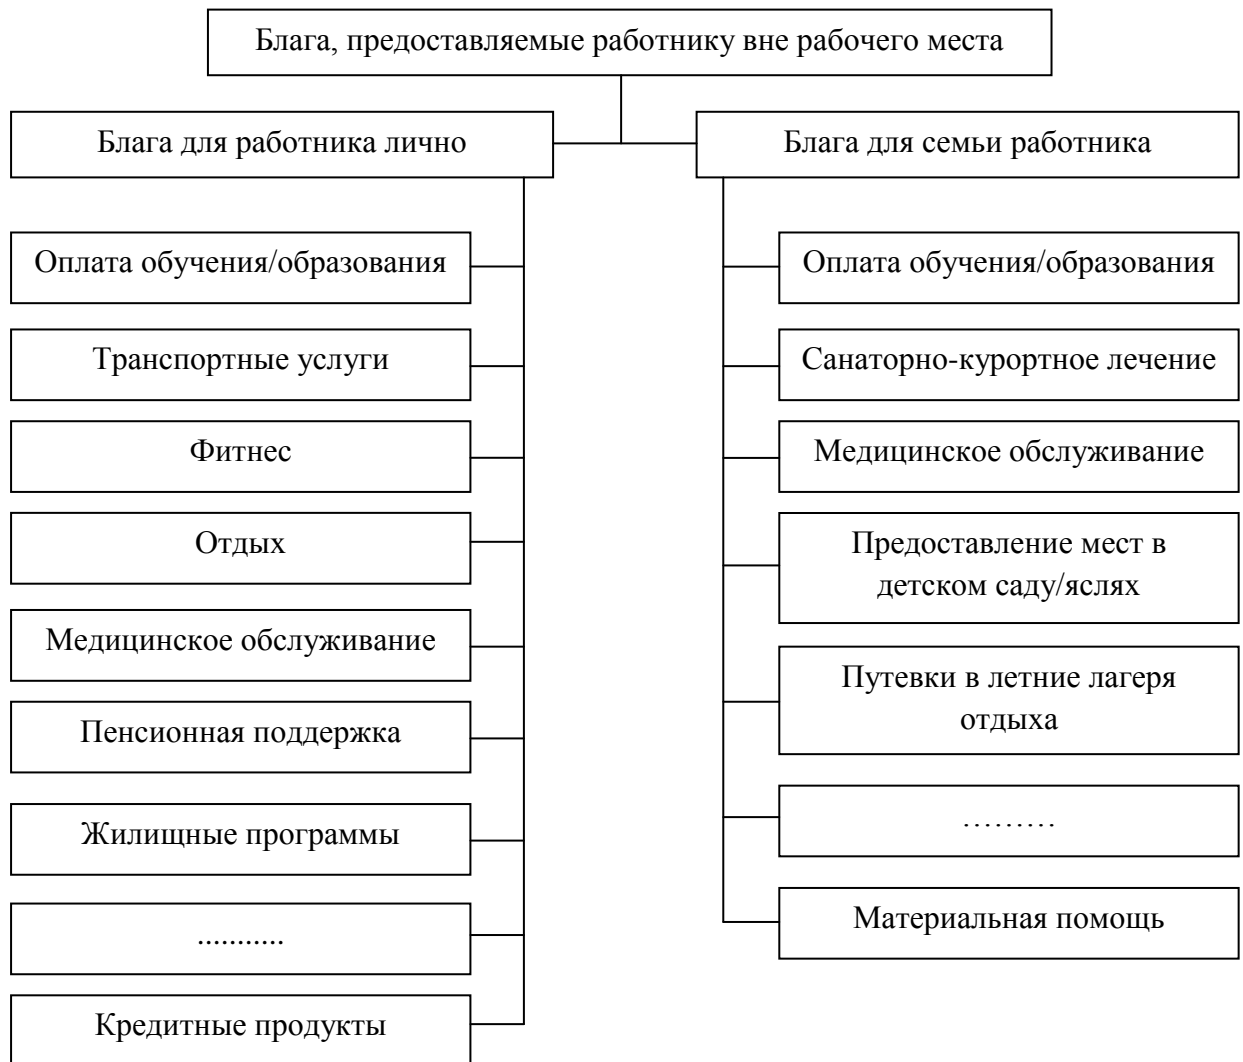 Блага, предоставляемые работнику вне рабочего места
Блага для работника лично
Оплата обучения/образования
Транспортные услуги
Фитнес
Отдых
Медицинское обслуживание
Пенсионная поддержка
Жилищные программы
...........
Кредитные продукты
Блага для семьи работника
Оплата обучения/образования
Санаторно-курортное лечение
Медицинское обслуживание
Предоставление мест в
детском саду/яслях
Путевки в летние лагеря
отдыха
………
Материальная помощь